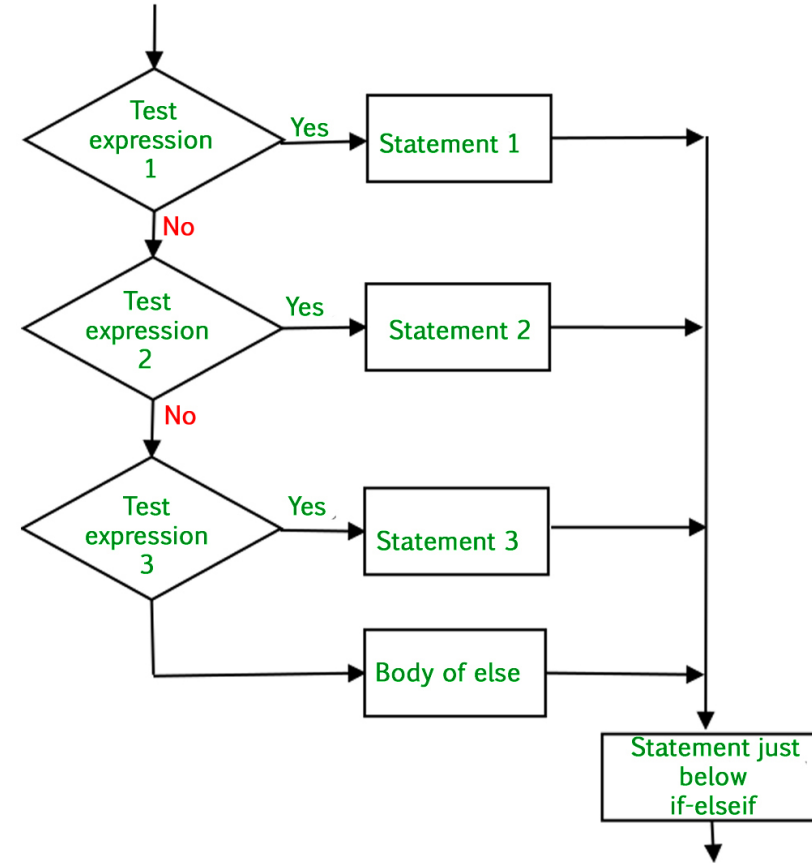 Test
expression
1
Yes
Statement 1
No
Test
expression
2
Yes
Statement 2
No
Test
expression
3
Yes
Statement 3
Body of else
Statement just
below
if-elseif